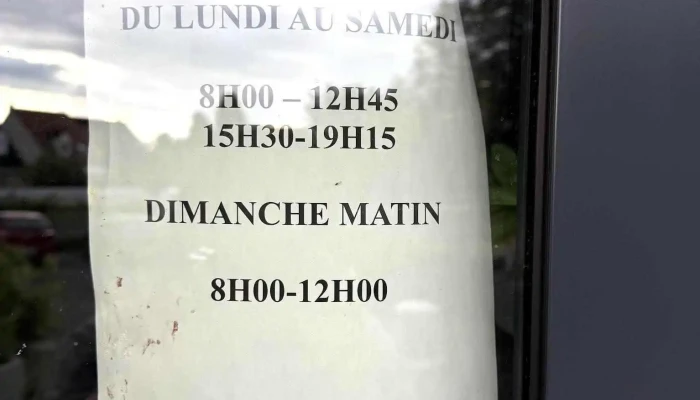 DU LUNDI AU SAMEDI
8H00 – 12H45
15H30-19H15
DIMANCHE MATIN
8H00-12H00